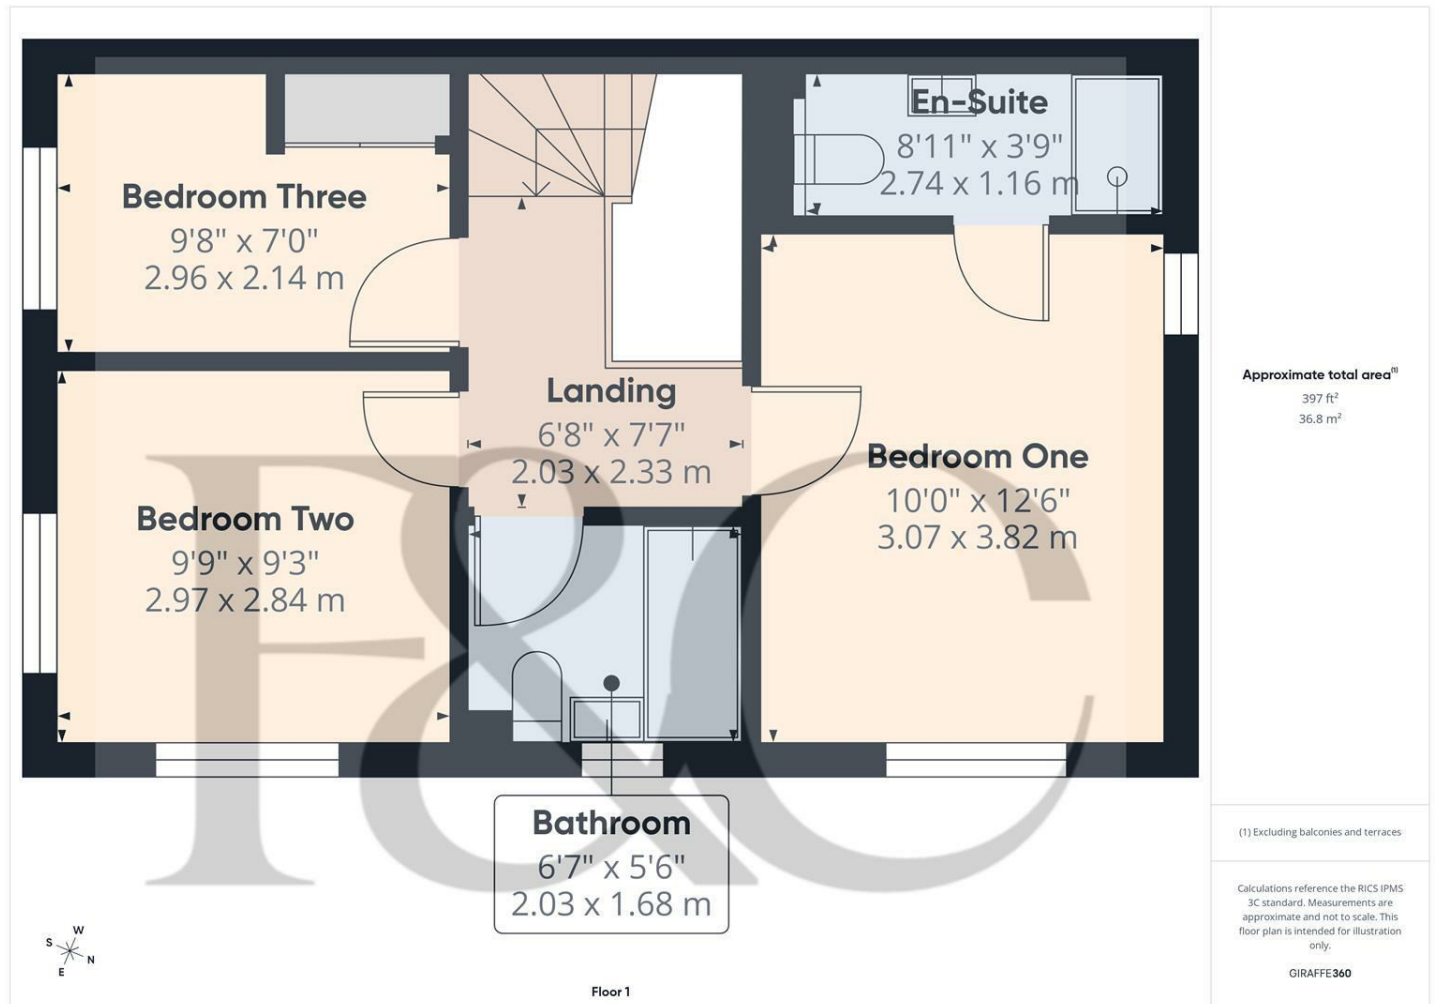 Bedroom Three
9'8" x 7'0"
2.96 x 2.14 m
En-Suite
8'11" x 3'9"
2.74 x 1.16 m
Landing
6'8" x 7'7"
2.03 x 2.33 m
Bedroom One
10'0" x 12'6"
3.07 x 3.82 m
Bedroom Two
9'9" x 9'3"
2.97 x 2.84 m
Bathroom
6'7" x 5'6"
2.03 x 1.68 m
F&C
W
S
N
E
Floor 1
Approximate total area(1)
397 ft²
36.8 m²
(1) Excluding balconies and terraces
Calculations reference the RICS IPMS
3C standard. Measurements are
approximate and not to scale. This
floor plan is intended for illustration
only.
GIRAFFE360